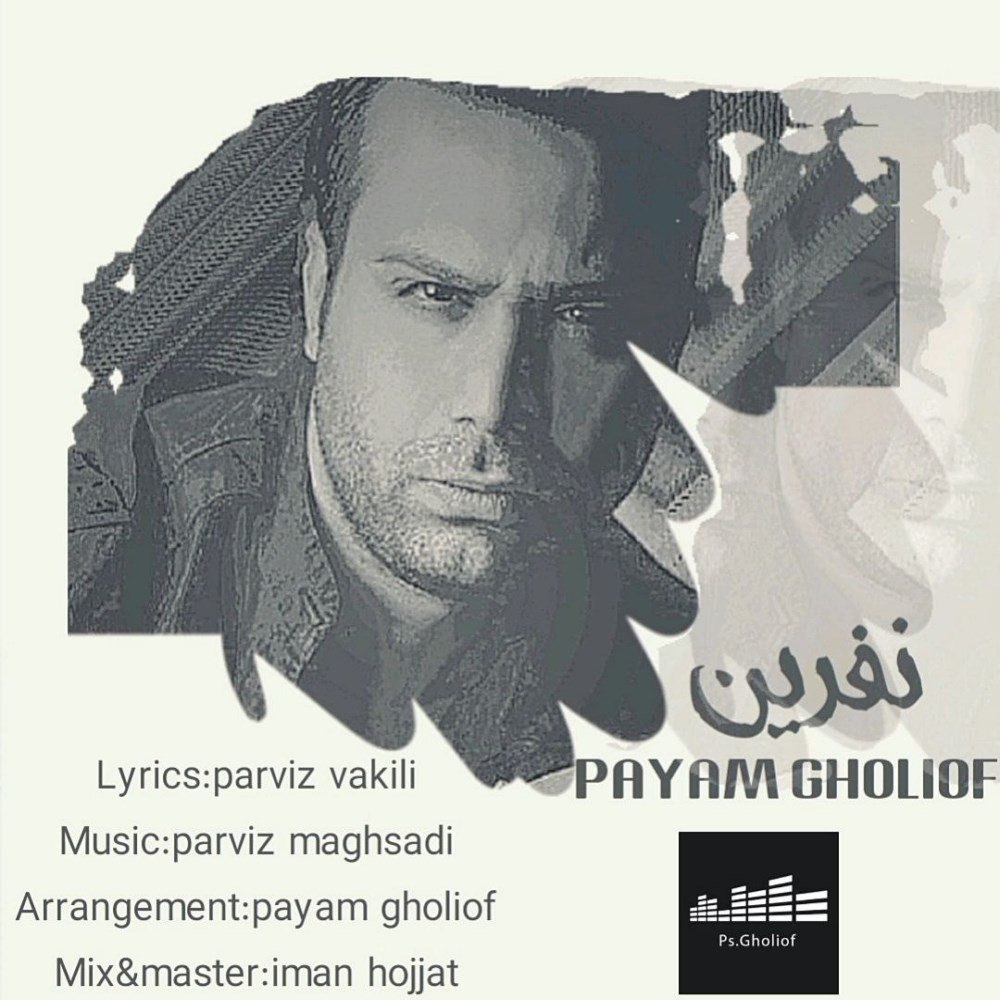 نفرین
PAYAM GHOLIOF
Lyrics:parviz vakili
Music:parviz maghsadi
Arrangement:payam gholiof
Mix&master:iman hojjat
Ps.Gholiof